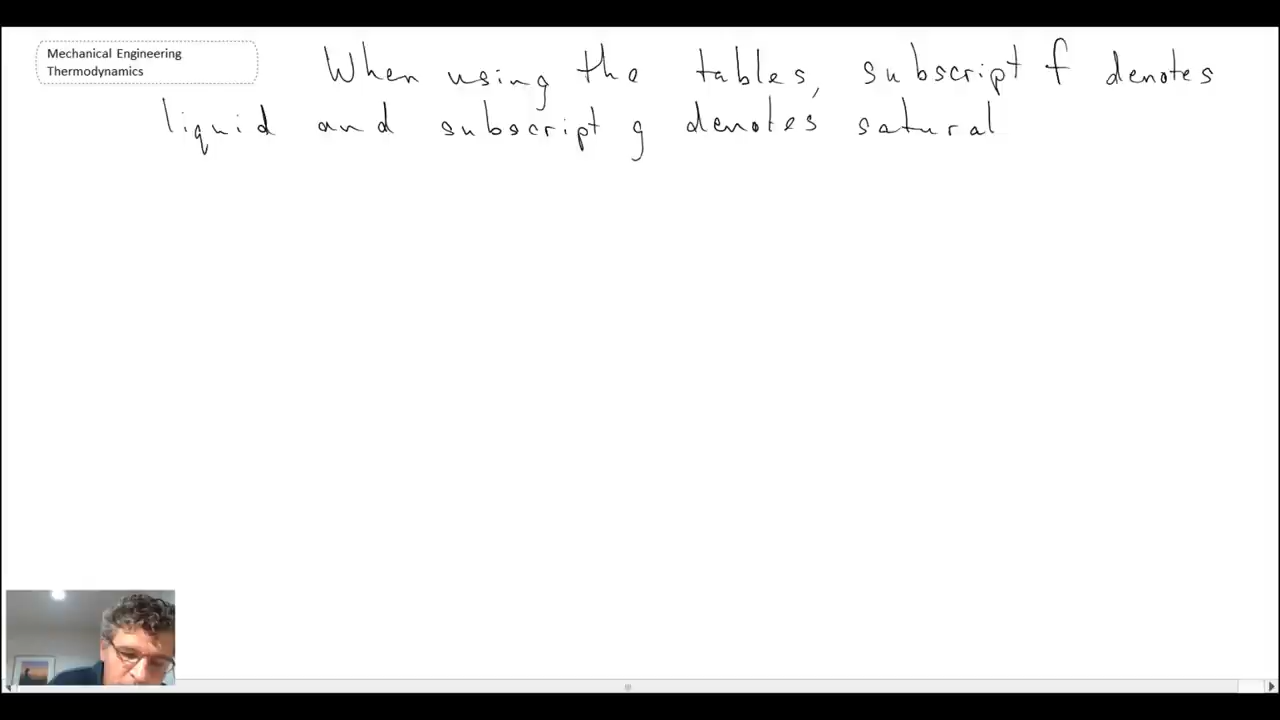 Mechanical Engineering
Thermodynamics
When using the tables, subscript f denotes
liquid and subscript g denotes satural